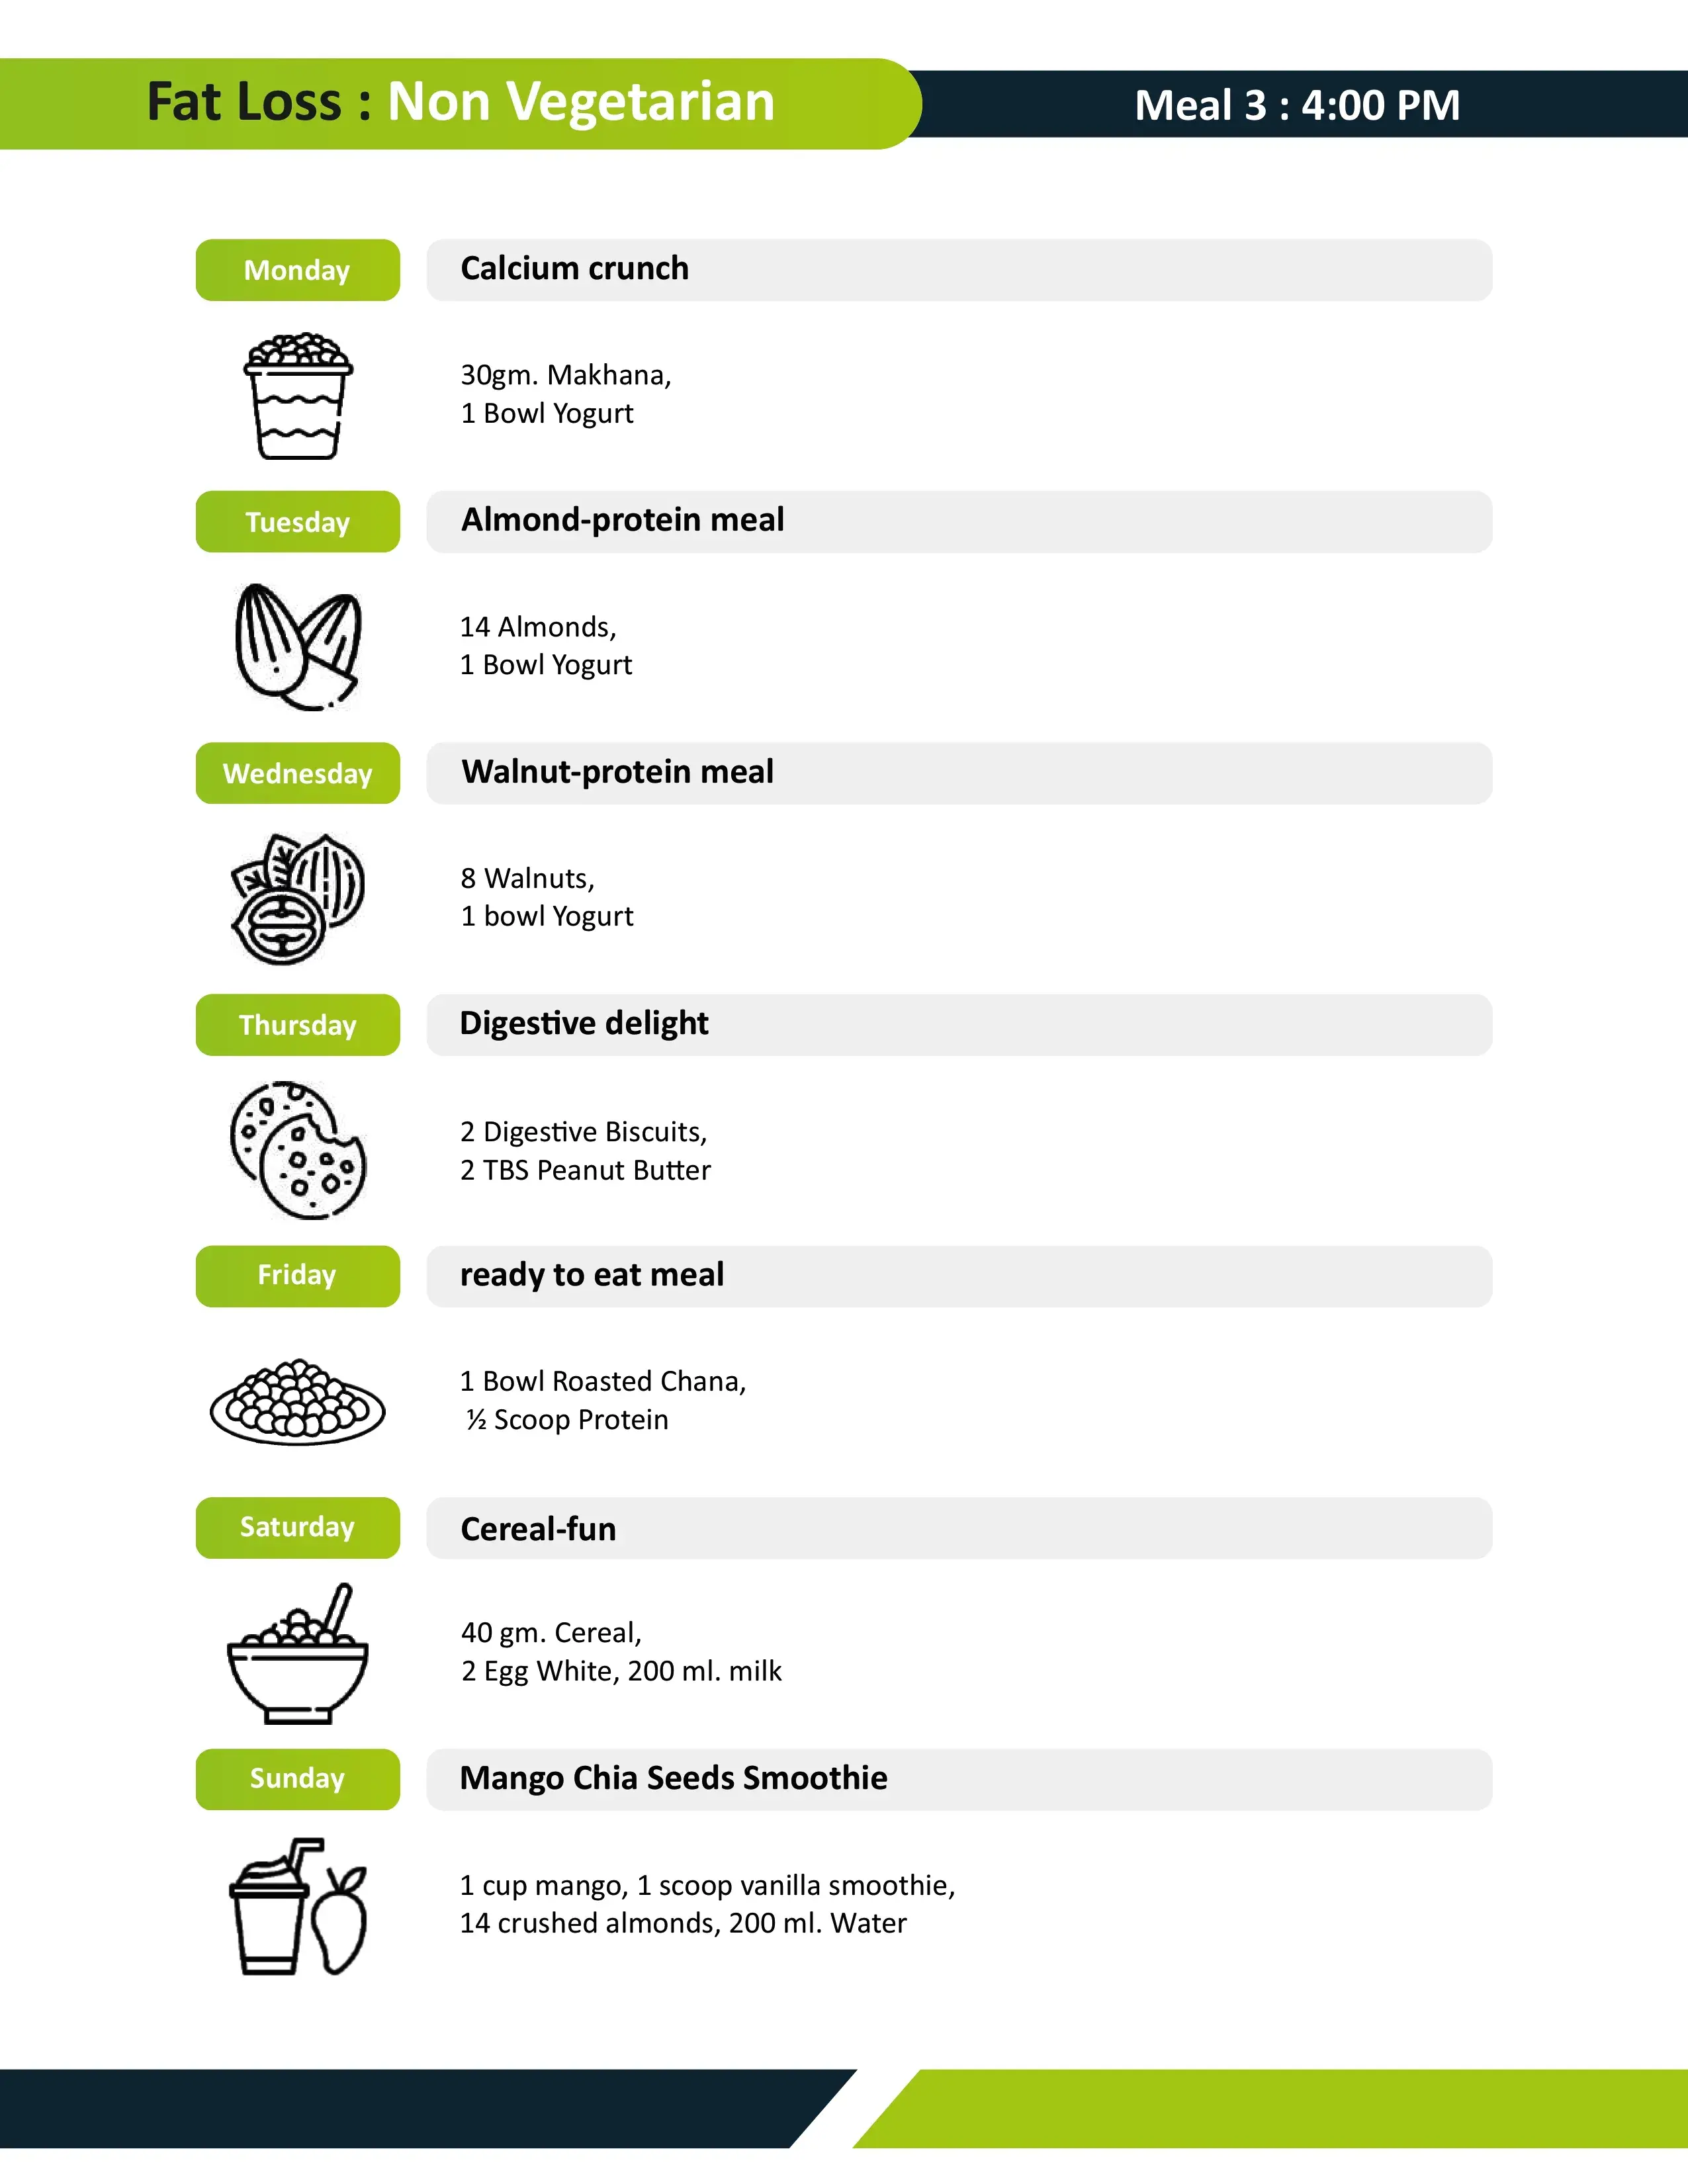 Fat Loss : Non Vegetarian
Meal 3 : 4:00 PM
Monday
Calcium crunch
30gm. Makhana,
1 Bowl Yogurt
Tuesday
Almond-protein meal
14 Almonds,
1 Bowl Yogurt
Wednesday
Walnut-protein meal
8 Walnuts,
1 bowl Yogurt
Thursday
Digestive delight
2 Digestive Biscuits,
2 TBS Peanut Butter
Friday
ready to eat meal
1 Bowl Roasted Chana,
½ Scoop Protein
Saturday
Cereal-fun
40 gm. Cereal,
2 Egg White, 200 ml. milk
Sunday
Mango Chia Seeds Smoothie
1 cup mango, 1 scoop vanilla smoothie,
14 crushed almonds, 200 ml. Water